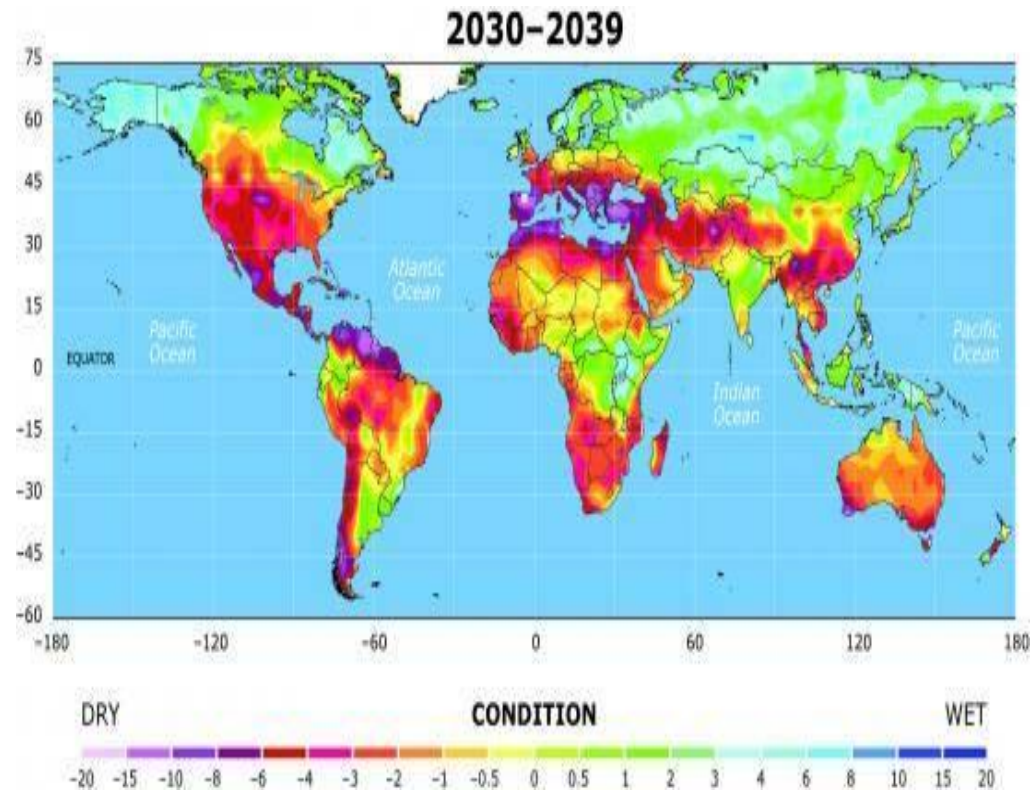 2030–2039
75
60
45
30
15
0
−15
−30
−45
−60
Atlantic
Ocean
Pacific
Ocean
Pacific
Ocean
EQUATOR
Indian
Ocean
−180 −120 −60 0 60 120 180
DRY CONDITION WET
−20 −15 −10 −8 −6 −4 −3 −2 −1 −0.5 0 0.5 1 2 3 4 6 8 10 15 20